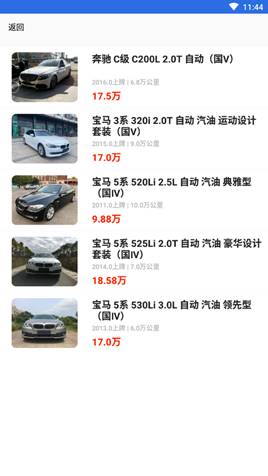 11:44
返回
奔驰 C级 C200L 2.0T 自动（国V）
2016.0上牌 | 6.8万公里
17.5万
宝马 3系 320i 2.0T 自动 汽油 运动设计
套装（国V）
2015.0上牌 | 9.0万公里
17.0万
宝马 5系 520Li 2.5L 自动 汽油 典雅型
（国IV）
2011.0上牌 | 10.0万公里
9.88万
宝马 5系 525Li 2.0T 自动 汽油 豪华设计
套装（国IV）
2014.0上牌 | 7.0万公里
18.58万
宝马 5系 530Li 3.0L 自动 汽油 领先型
（国IV）
2013.0上牌 | 6.0万公里
17.0万